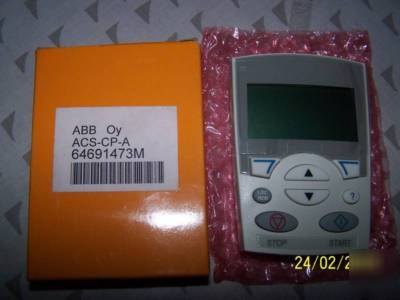 ABB Oy
ACS-CP-A
64691473M
LOC
REM
?
STOP
START
24/02/2